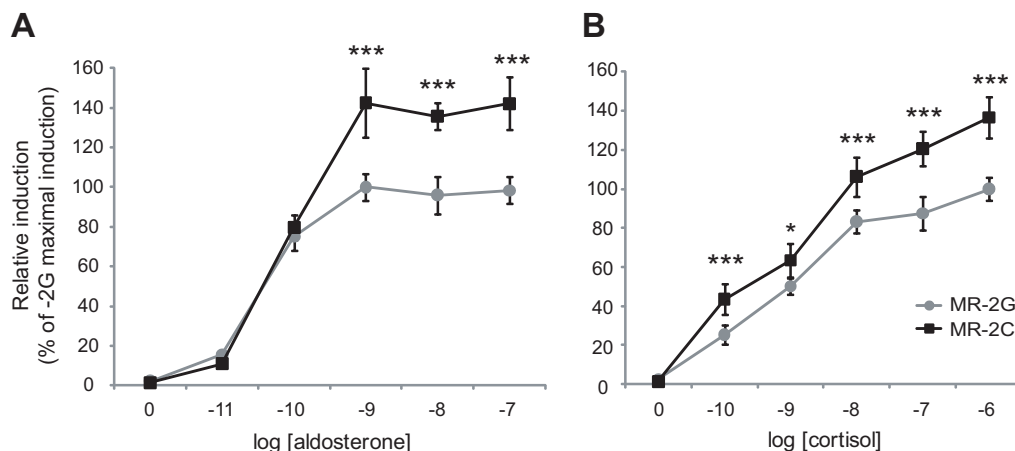 A
Relative induction
(% of -2G maximal induction)
160
140
120
100
80
60
40
20
0
***
***
***
0 -11 -10 -9 -8 -7
log [aldosterone]
B
160
140
120
100
80
60
40
20
0
***
*
***
***
***
MR-2G
MR-2C
0 -10 -9 -8 -7 -6
log [cortisol]